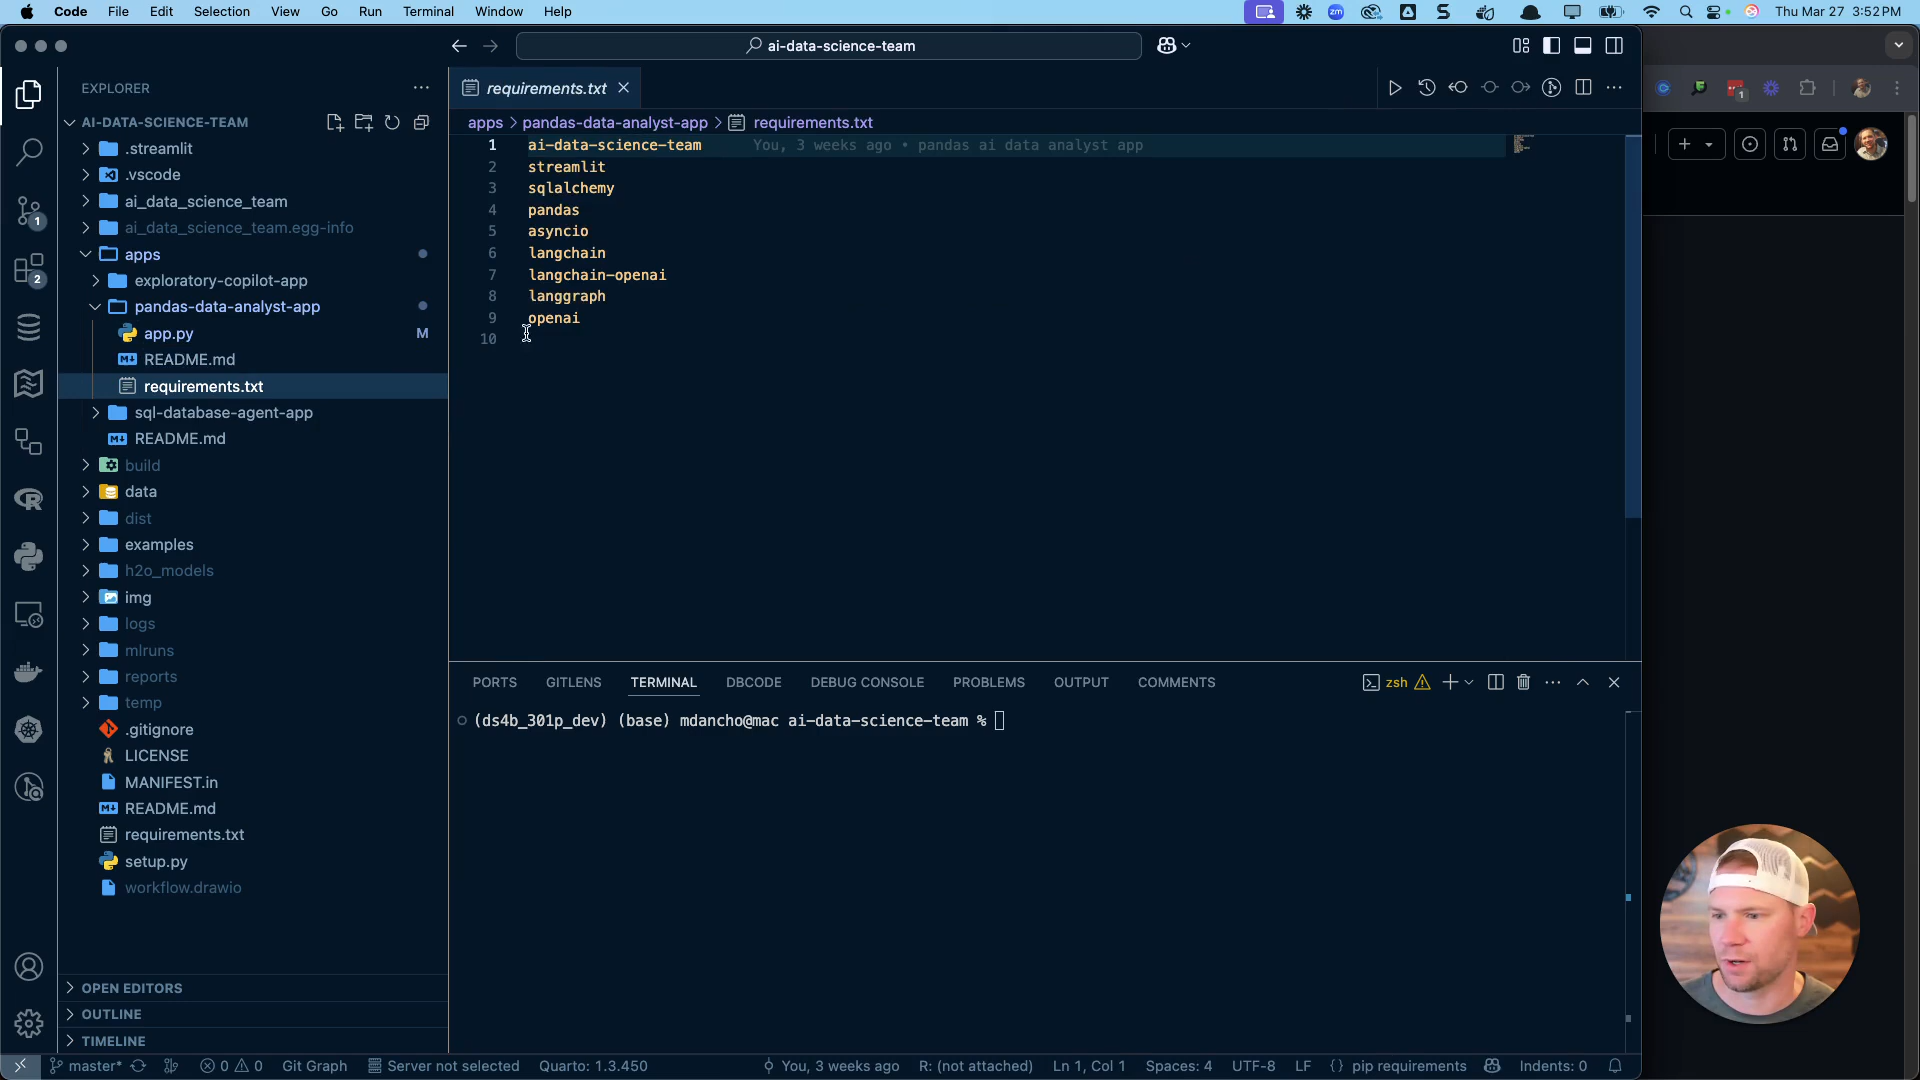 Code File Edit Selection View Go Run Terminal Window Help
zm S Thu Mar 27 3:52 PM
ai-data-science-team
EXPLORER
requirements.txt
AI-DATA-SCIENCE-TEAM
apps > pandas-data-analyst-app > requirements.txt
.streamlit
.vscode
ai_data_science_team
ai_data_science_team.egg-info
apps
exploratory-copilot-app
pandas-data-analyst-app
app.py M
README.md
requirements.txt
sql-database-agent-app
README.md
build
data
dist
examples
h2o_models
img
logs
mlruns
reports
temp
.gitignore
LICENSE
MANIFEST.in
README.md
requirements.txt
setup.py
workflow.drawio
OPEN EDITORS
OUTLINE
TIMELINE
1
2
1 ai-data-science-team You, 3 weeks ago • pandas ai data analyst app
2 streamlit
3 sqlalchemy
4 pandas
5 asyncio
6 langchain
7 langchain-openai
8 langgraph
9 openai
10
1
PORTS GITLENS TERMINAL DBCODE DEBUG CONSOLE PROBLEMS OUTPUT COMMENTS zsh
(ds4b_301p_dev) (base) mdancho@mac ai-data-science-team %
master* 0 0 Git Graph Server not selected Quarto: 1.3.450 You, 3 weeks ago R: (not attached) Ln 1, Col 1 Spaces: 4 UTF-8 LF {} pip requirements Indents: 0